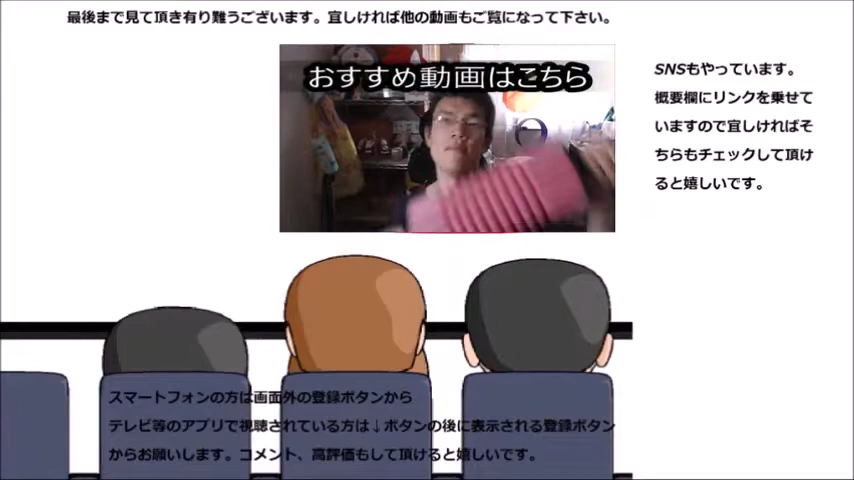 最後まで見て頂き有り難うございます。宜しければ他の動画もご覧になって下さい。
おすすめ動画はこちら
SNSもやっています。
概要欄にリンクを乗せて
いますので宜しければそ
ちらもチェックして頂け
ると嬉しいです。
スマートフォンの方は画面外の登録ボタンから
テレビ等のアプリで視聴されている方は↓ボタンの後に表示される登録ボタン
からお願いします。コメント、高評価もして頂けると嬉しいです。